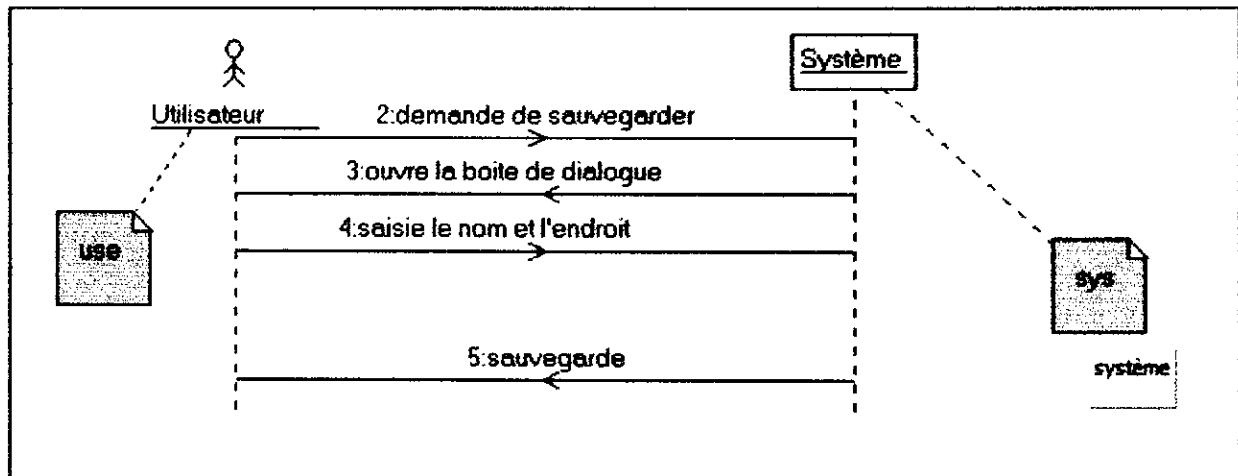 Système
Utilisateur
2:demande de sauvegarder
3:ouvre la boite de dialogue
4:saisie le nom et l'endroit
use
sys
5:sauvegarde
système